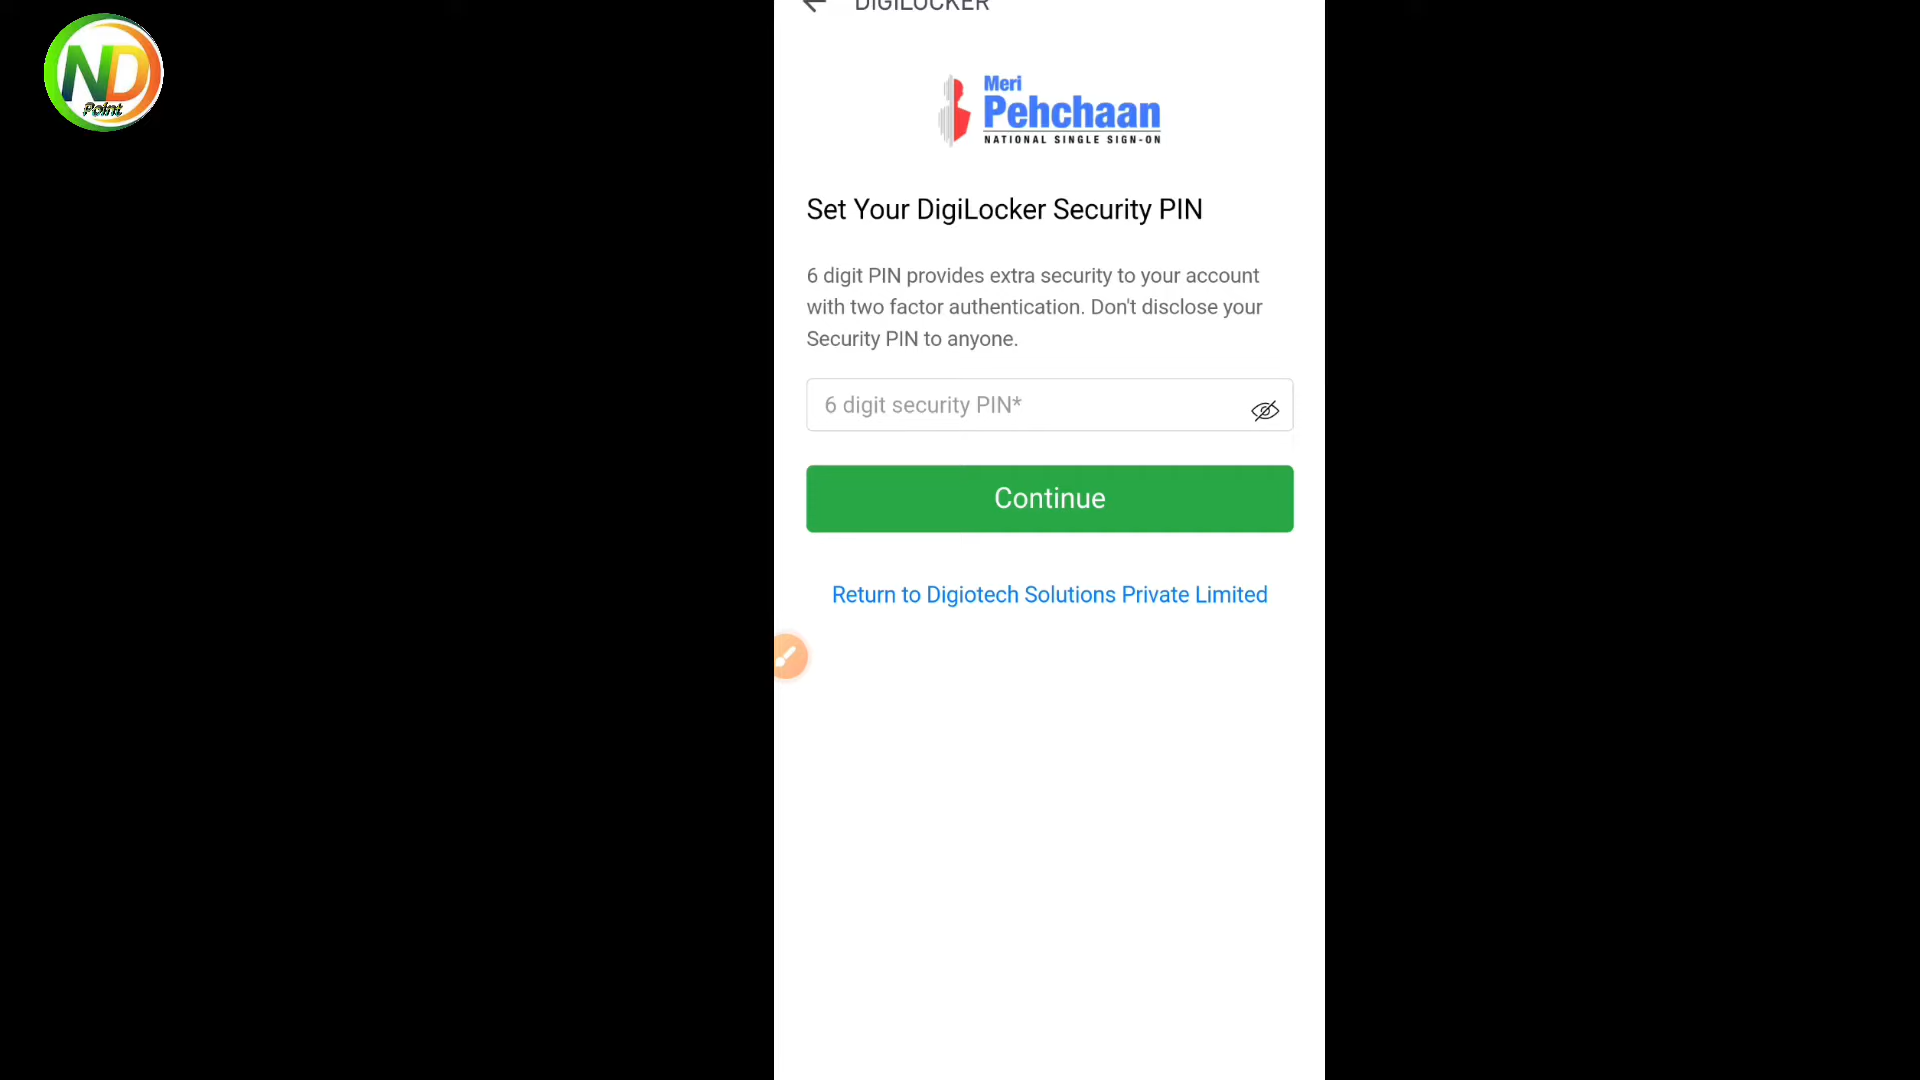 ND
Point
DIGILOCKER
Meri
Pehchaan
NATIONAL SINGLE SIGN-ON
Set Your DigiLocker Security PIN
6 digit PIN provides extra security to your account
with two factor authentication. Don't disclose your
Security PIN to anyone.
6 digit security PIN*
Continue
Return to Digiotech Solutions Private Limited